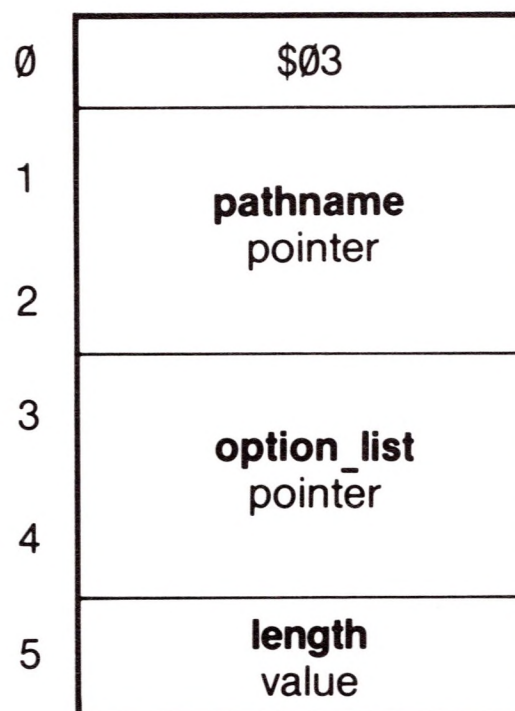 Ø
$Ø3
1
pathname
pointer
2
3
option_list
pointer
4
5
length
value